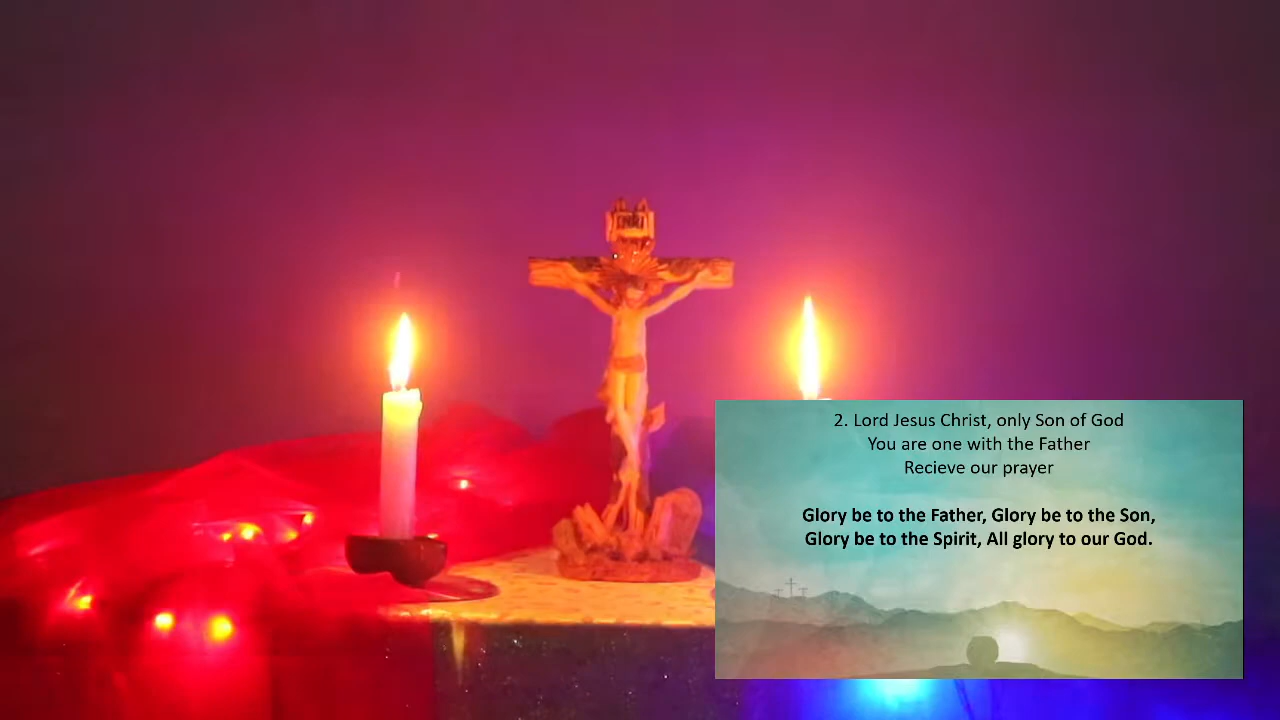 INRI
2. Lord Jesus Christ, only Son of God
You are one with the Father
Recieve our prayer
Glory be to the Father, Glory be to the Son,
Glory be to the Spirit, All glory to our God.